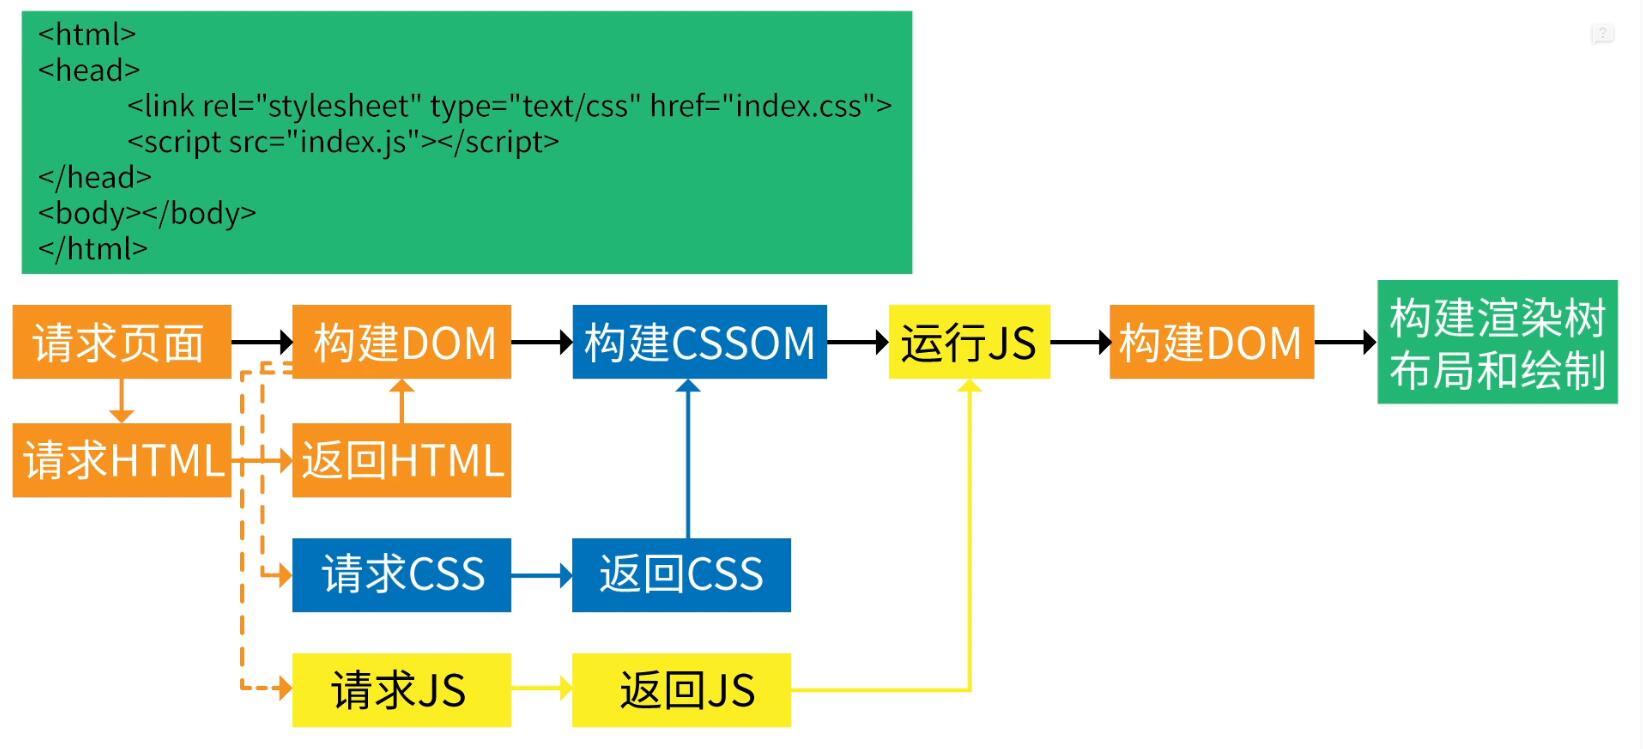 <html>
<head>
<link rel="stylesheet" type="text/css" href="index.css">
<script src="index.js"></script>
</head>
<body></body>
</html>
请求页面
构建DOM
构建CSSOM
运行JS
构建DOM
构建渲染树
布局和绘制
请求HTML
返回HTML
请求CSS
返回CSS
请求JS
返回JS